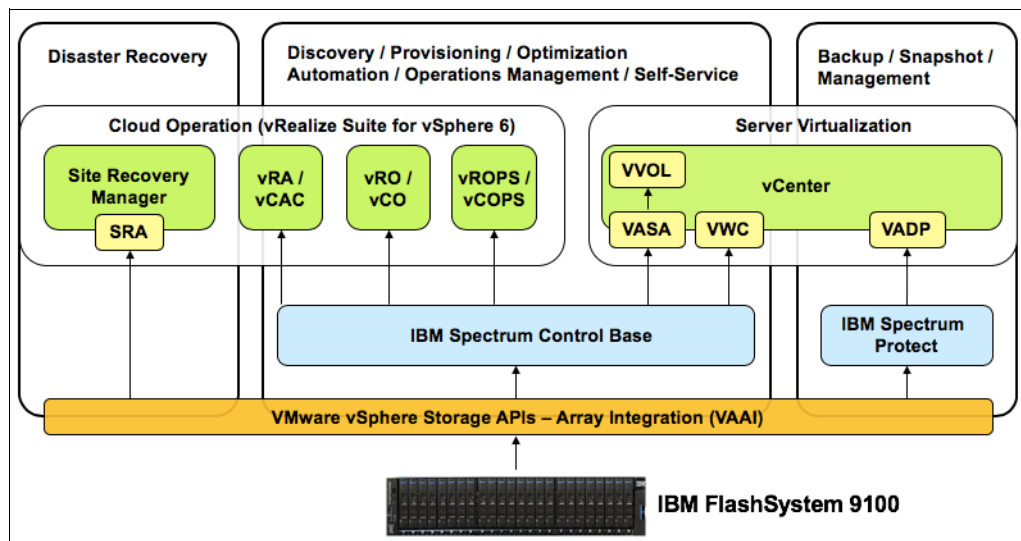 Disaster Recovery
Discovery / Provisioning / Optimization
Automation / Operations Management / Self-Service
Backup / Snapshot /
Management
Cloud Operation (vRealize Suite for vSphere 6)
Server Virtualization
Site Recovery
Manager
SRA
vRA /
vCAC
vRO /
vCO
vROPS /
vCOPS
VVOL
vCenter
VASA
VWC
VADP
IBM Spectrum Control Base
IBM Spectrum
Protect
VMware vSphere Storage APIs – Array Integration (VAAI)
IBM FlashSystem 9100